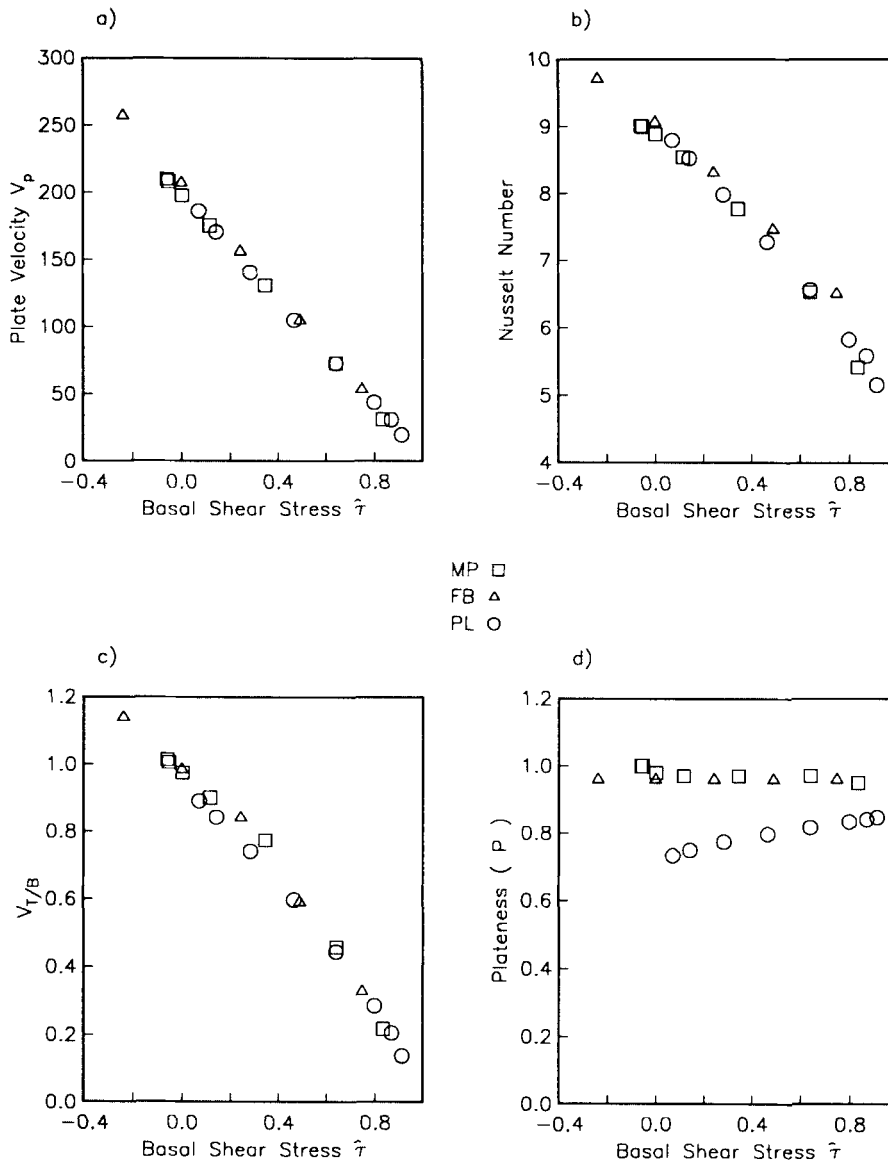 a)
300
250
200
150
100
50
0
Plate Velocity Vp
−0.4 0.0 0.4 0.8
Basal Shear Stress τ̂
b)
10
9
8
7
6
5
4
Nusselt Number
−0.4 0.0 0.4 0.8
Basal Shear Stress τ̂
MP □
FB △
PL ○
c)
1.2
1.0
0.8
0.6
0.4
0.2
0.0
V_T/B
−0.4 0.0 0.4 0.8
Basal Shear Stress τ̂
d)
1.2
1.0
0.8
0.6
0.4
0.2
0.0
Plateness ( P )
−0.4 0.0 0.4 0.8
Basal Shear Stress τ̂